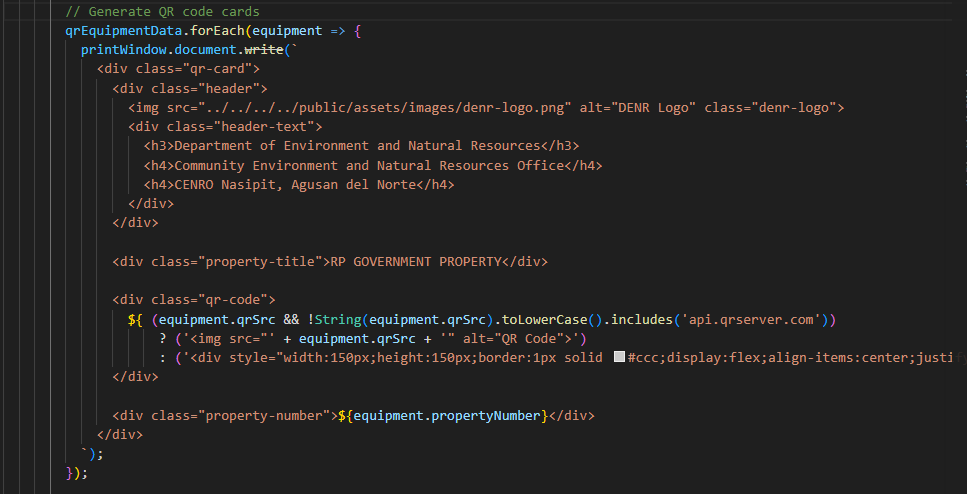 // Generate QR code cards
qrEquipmentData.forEach(equipment => {
printWindow.document.write(`
<div class="qr-card">
<div class="header">
<img src="../../../../public/assets/images/denr-logo.png" alt="DENR Logo" class="denr-logo">
<div class="header-text">
<h3>Department of Environment and Natural Resources</h3>
<h4>Community Environment and Natural Resources Office</h4>
<h4>CENRO Nasipit, Agusan del Norte</h4>
</div>
</div>
<div class="property-title">RP GOVERNMENT PROPERTY</div>
<div class="qr-code">
${ (equipment.qrSrc && !String(equipment.qrSrc).toLowerCase().includes('api.qrserver.com'))
? ('<img src="' + equipment.qrSrc + '" alt="QR Code">')
: ('<div style="width:150px;height:150px;border:1px solid #ccc;display:flex;align-items:center;justify
</div>
<div class="property-number">${equipment.propertyNumber}</div>
</div>
`);
});